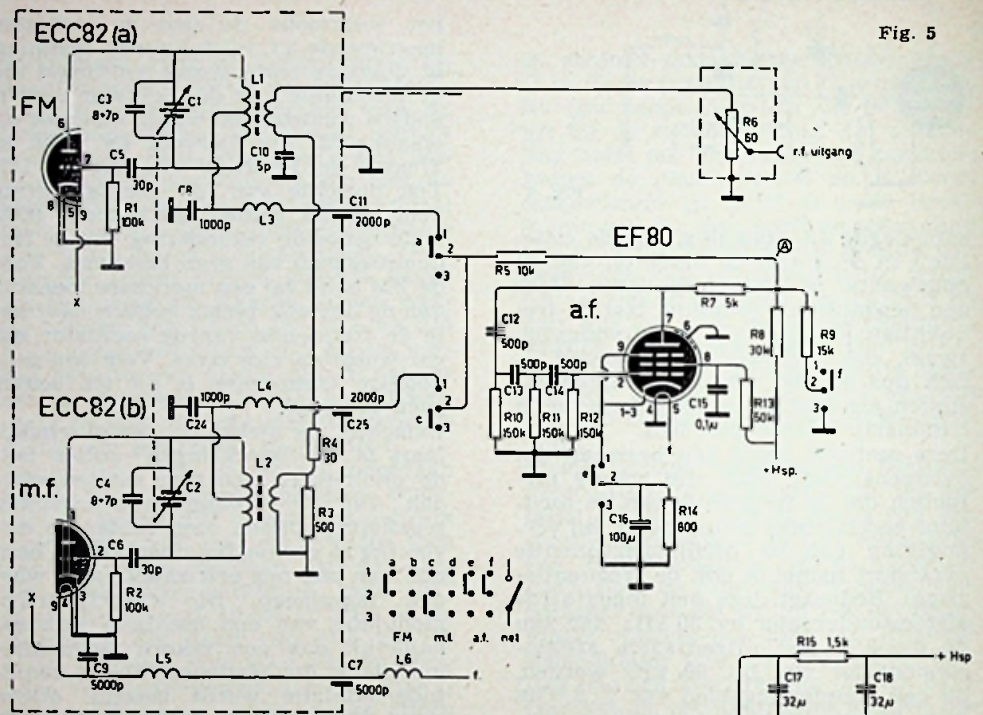 Fig. 5
ECC82 (a)
FM
6
7
8
5
9
C3
8÷7p
C1
L1
C5
30p
R1
100k
C10
5p
C8
1000p
L3
C11
2000p
X
R6
60
r.f. uitgang
a
1
2
3
R5 10k
EF80
A
a.f.
R7 5k
C12
500p
500p
C13
500p
C14
R10
150k
R11
150k
R12
150k
7
6
9
8
2
1-3
4
5
f
C15
0,1µ
R13
50k
R8
30k
R9
15k
1
2
3
f
+Hsp.
ECC82 (b)
m.f.
1
2
3
4
9
X
1000p
C24
L4
2000p
C25
C4
8÷7p
C2
L2
C6
30p
R2
100k
C9
5000p
L5
R4
30
R3
500
C7
5000p
L6
f.
1
c
2
3
e
1
2
3
C16
100µ
R14
800
a b c d e f
1
2
3
FM m.f. a.f. net
R15 1,5k
+ Hsp
C17
32µ
C18
32µ